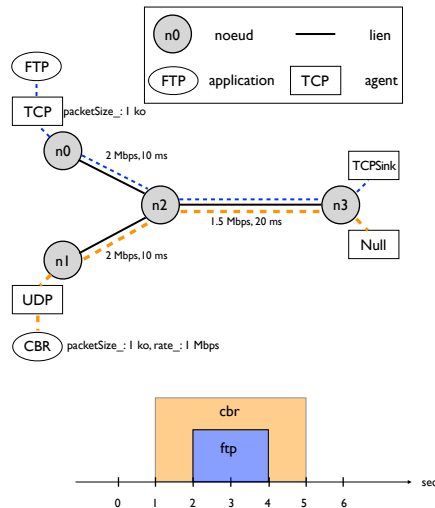 n0 noeud lien
FTP application TCP agent
FTP
TCP packetSize_: 1 ko
n0
2 Mbps, 10 ms
TCPSink
n2
n3
1.5 Mbps, 20 ms
Null
n1
2 Mbps, 10 ms
UDP
CBR packetSize_: 1 ko, rate_: 1 Mbps
cbr
ftp
sec
0 1 2 3 4 5 6